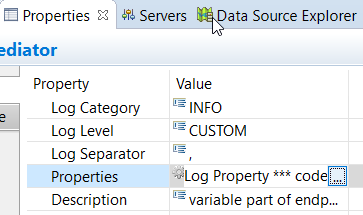 Properties Servers Data Source Explorer
ediator
Property Value
Log Category INFO
Log Level CUSTOM
Log Separator ,
e
Properties Log Property *** code ...
Description variable part of endp...